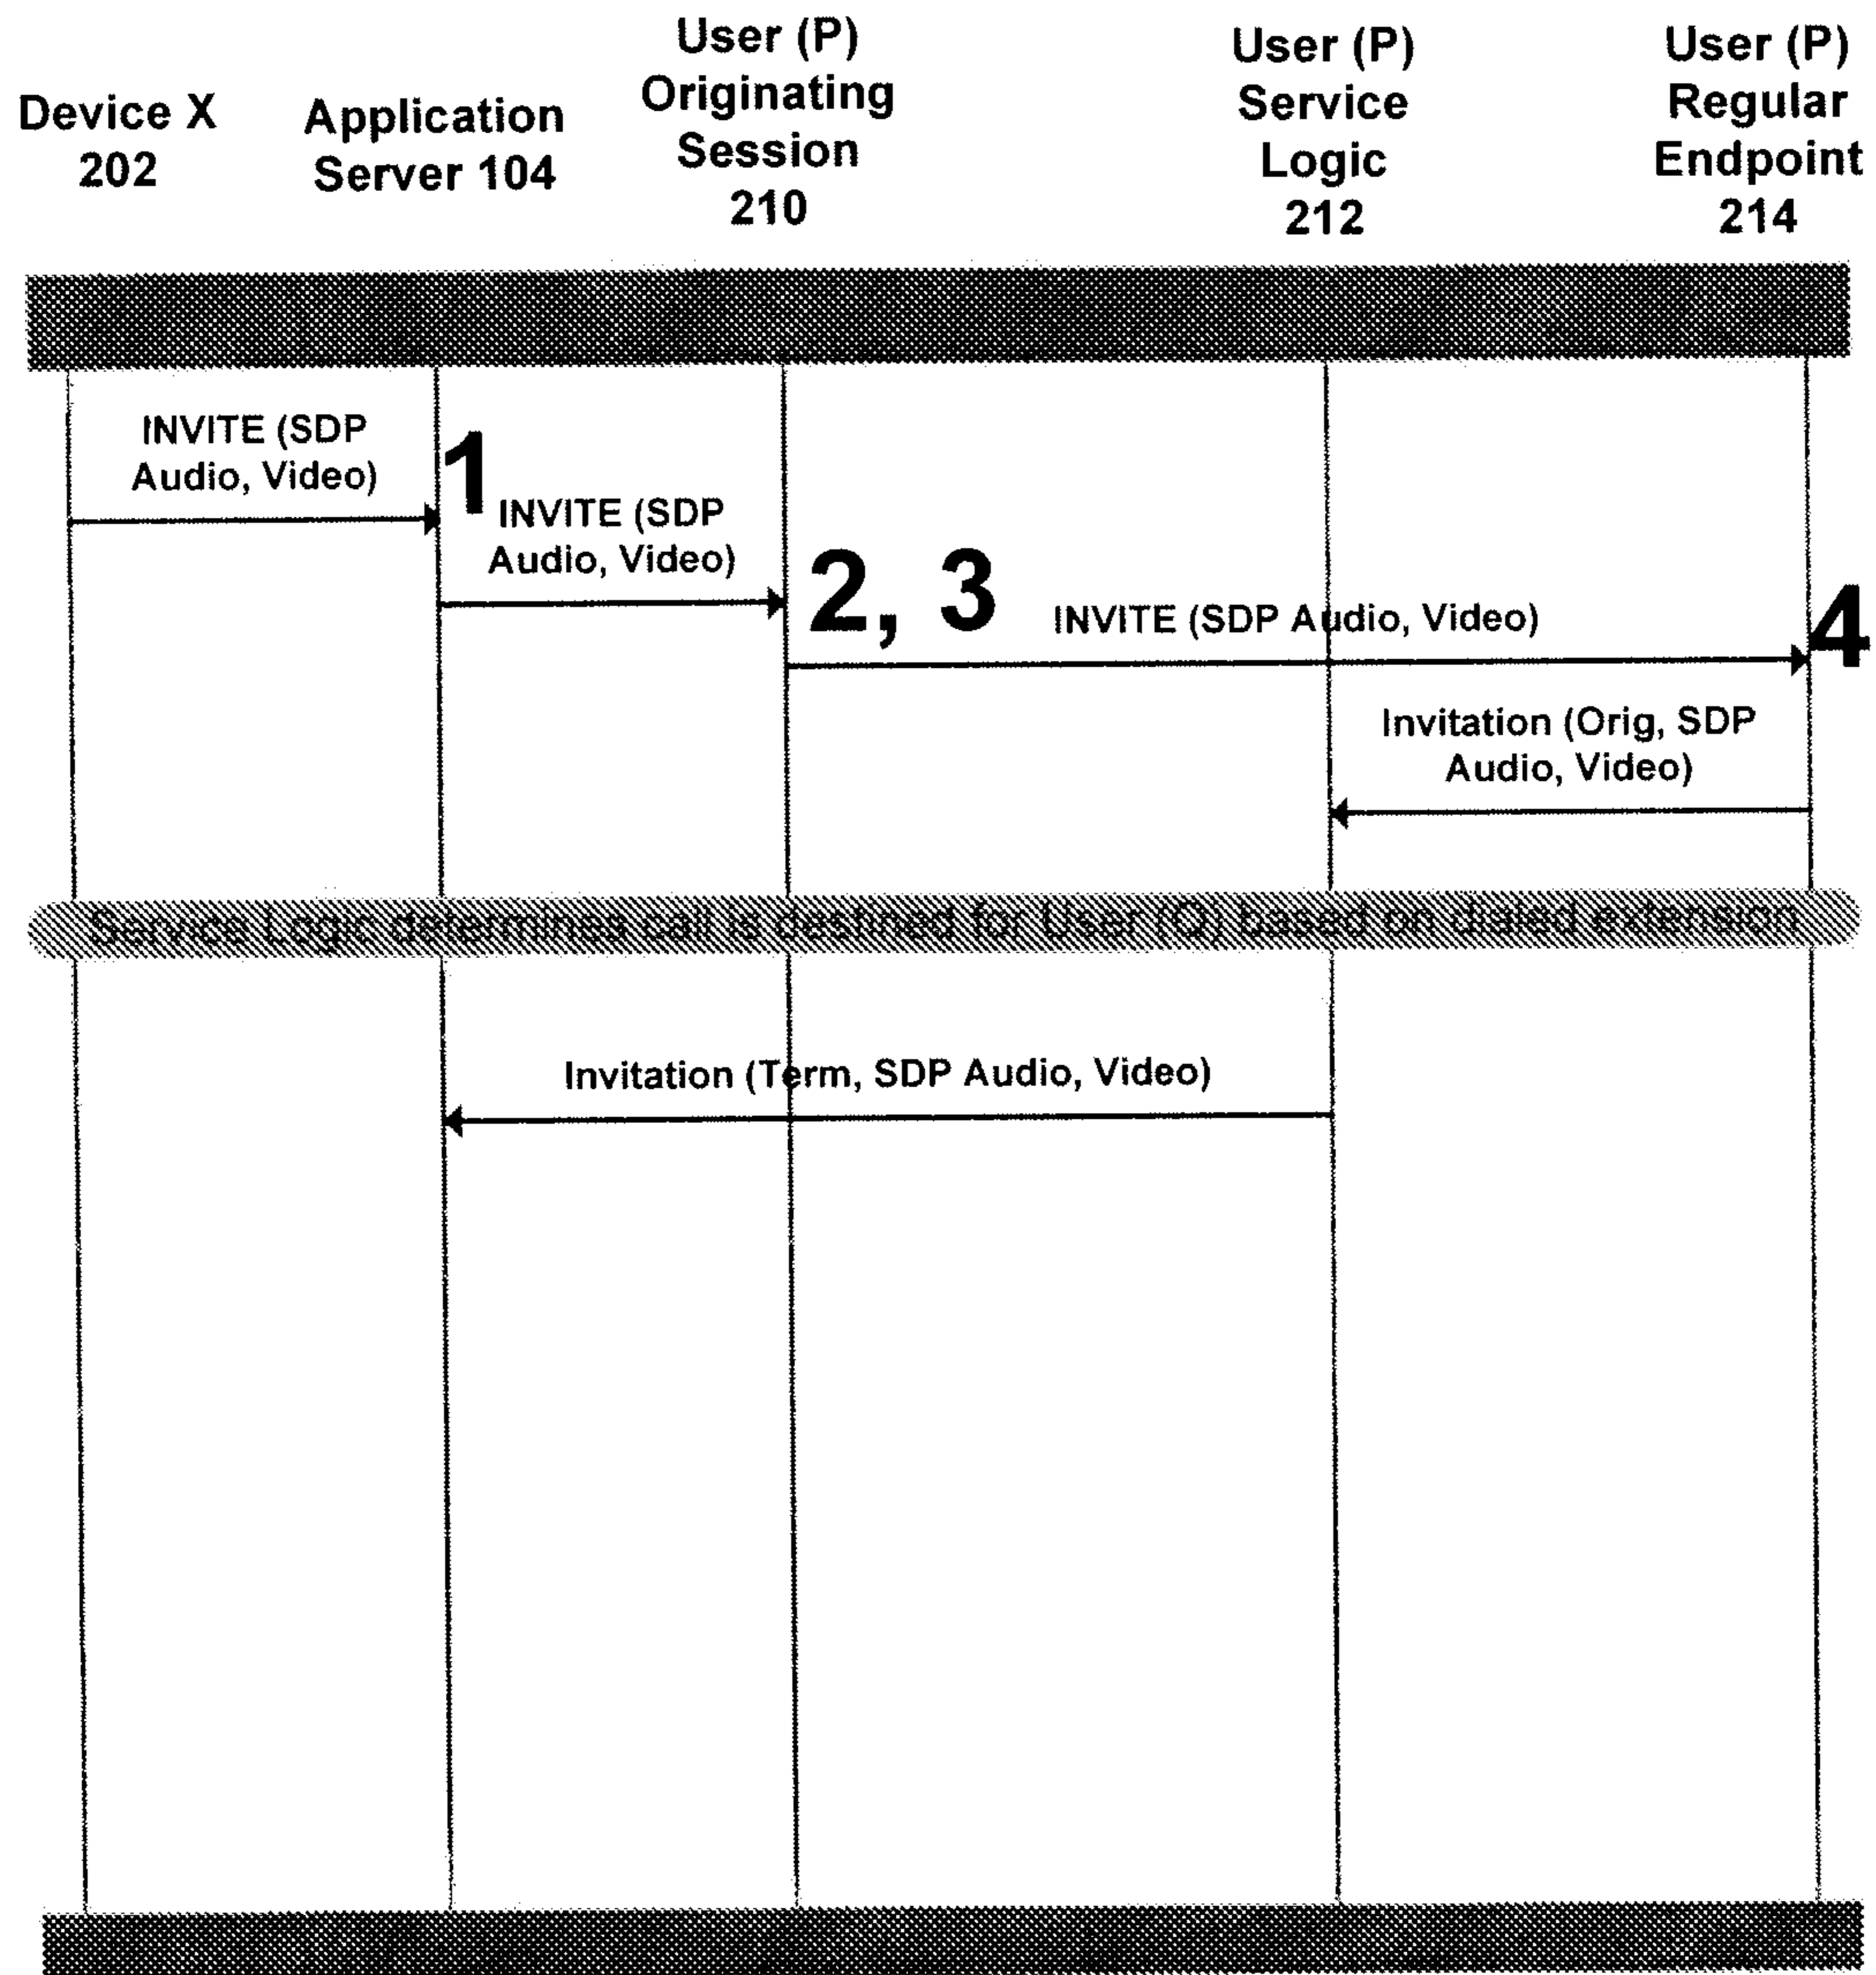 Device X
202
Application
Server 104
User (P)
Originating
Session
210
User (P)
Service
Logic
212
User (P)
Regular
Endpoint
214
INVITE (SDP
Audio, Video)
1
INVITE (SDP
Audio, Video)
2, 3
INVITE (SDP Audio, Video)
4
Invitation (Orig, SDP
Audio, Video)
Service Logic determines call is destined for User (Q) based on dialed extension
Invitation (Term, SDP Audio, Video)